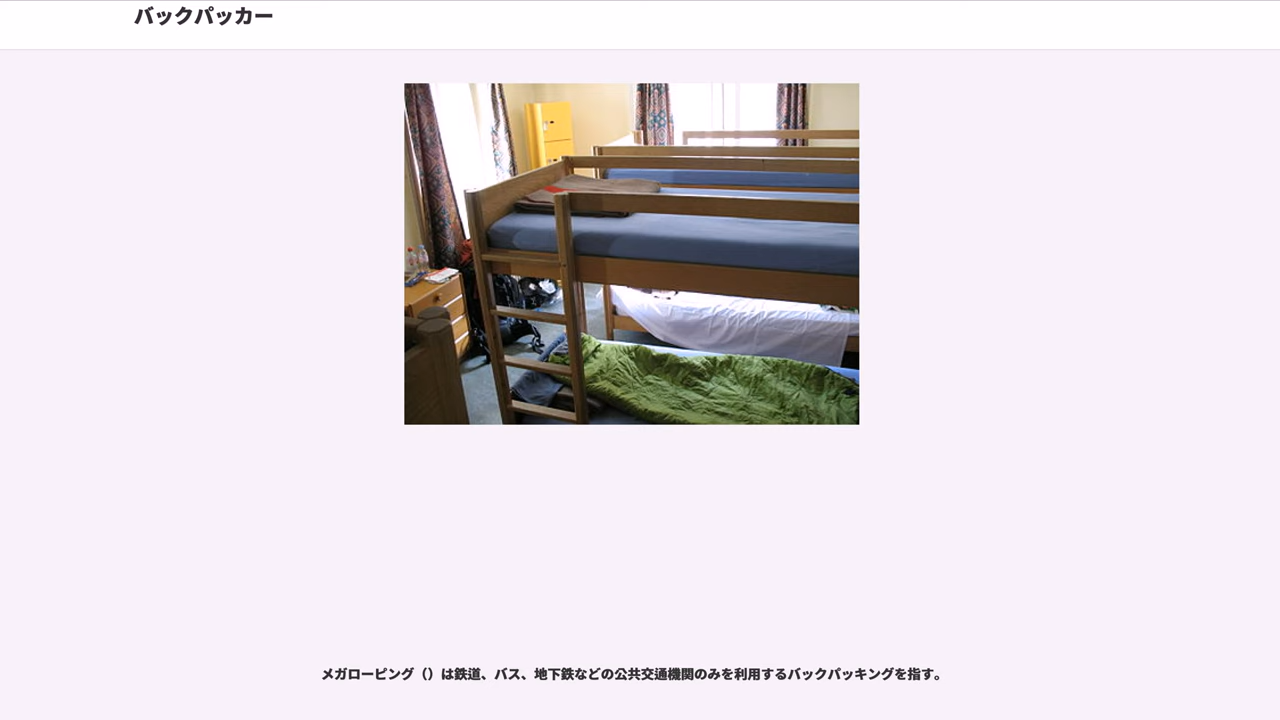 バックパッカー
メガローピング（）は鉄道、バス、地下鉄などの公共交通機関のみを利用するバックパッキングを指す。